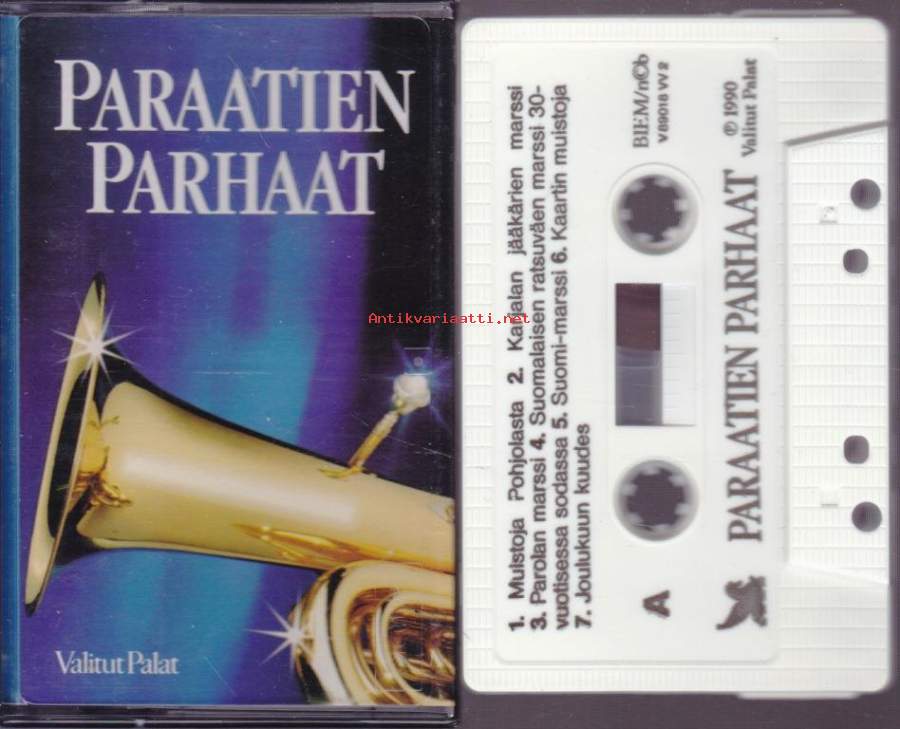 PARAATIEN
PARHAAT
Valitut Palat
Antikvariaatti.net
1. Muistoja Pohjolasta 2. Karjalan jääkärien marssi
3. Parolan marssi 4. Suomalaisen ratsuväen marssi 30-
vuotisessa sodassa 5. Suomi-marssi 6. Kaartin muistoja
7. Joulukuun kuudes
A
BIEM/n©b
V89018 VV 2
PARAATIEN PARHAAT
℗ 1990
Valitut Palat